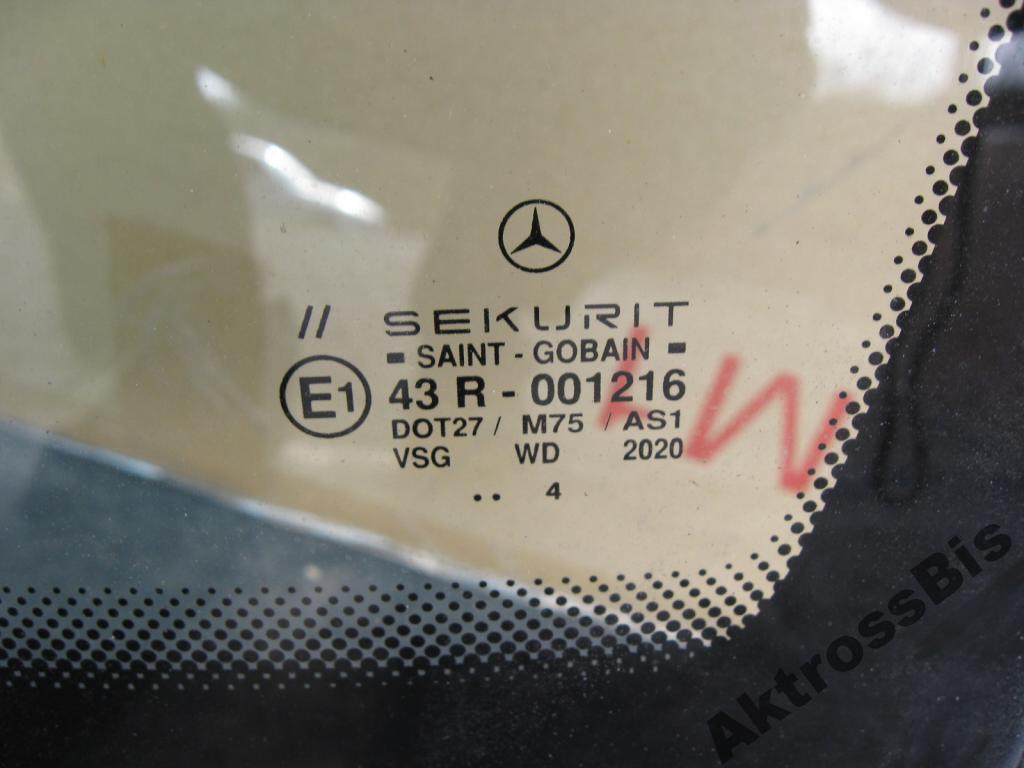 // SEKURIT
- SAINT - GOBAIN -
E1 43 R - 001216
DOT27 / M75 / AS1
VSG WD 2020
.. 4
AktrossBis